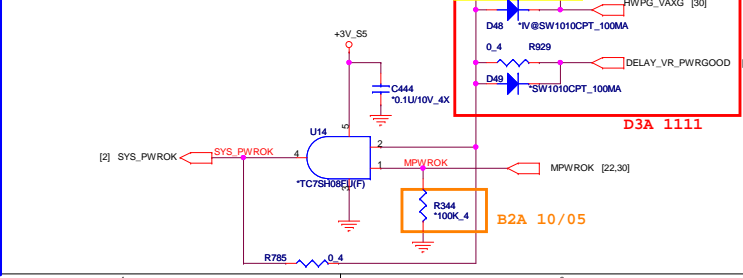 HWPG_VAXG [30]
D48 *IV@SW1010CPT_100MA
+3V_S5
0_4 R929
DELAY_VR_PWRGOOD
D49
*SW1010CPT_100MA
C444
*0.1U/10V_4X
D3A 1111
5
U14
2
[2] SYS_PWROK SYS_PWROK 4
MPWROK
1
MPWROK [22,30]
*TC7SH08FU(F)
3
R344
*100K_4
B2A 10/05
R785 0_4